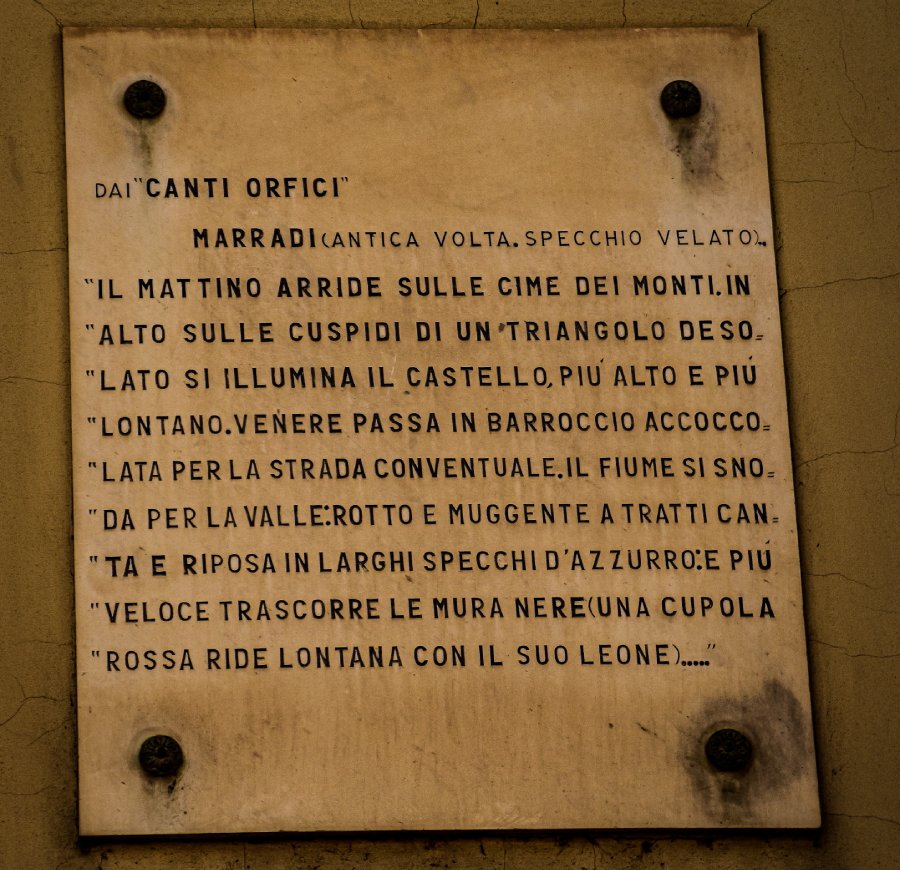 DAI "CANTI ORFICI"
MARRADI (ANTICA VOLTA. SPECCHIO VELATO)..
"IL MATTINO ARRIDE SULLE CIME DEI MONTI. IN
"ALTO SULLE CUSPIDI DI UN TRIANGOLO DESO=
"LATO SI ILLUMINA IL CASTELLO, PIÚ ALTO E PIÚ
"LONTANO. VENERE PASSA IN BARROCCIO ACCOCCO=
"LATA PER LA STRADA CONVENTUALE. IL FIUME SI SNO=
"DA PER LA VALLE: ROTTO E MUGGENTE A TRATTI CAN=
"TA E RIPOSA IN LARGHI SPECCHI D'AZZURRO: E PIÚ
"VELOCE TRASCORRE LE MURA NERE (UNA CUPOLA
"ROSSA RIDE LONTANA CON IL SUO LEONE)....."